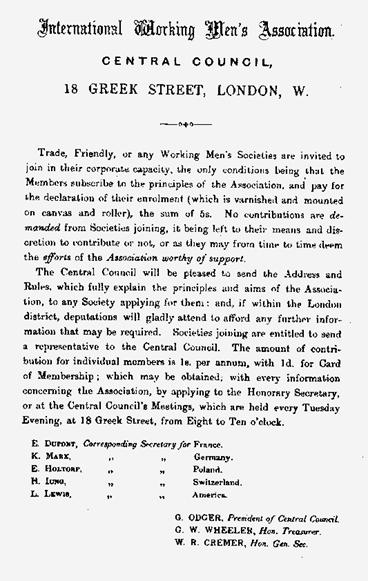 International Working Men's Association.
CENTRAL COUNCIL,
18 GREEK STREET, LONDON, W.
Trade, Friendly, or any Working Men's Societies are invited to
join in their corporate capacity, the only conditions being that the
Members subscribe to the principles of the Association, and pay for
the declaration of their enrolment (which is varnished and mounted
on canvas and roller), the sum of 5s. No contributions are de-
manded from Societies joining, it being left to their means and dis-
cretion to contribute or not, or as they may from time to time deem
the efforts of the Association worthy of support.
The Central Council will be pleased to send the Address and
Rules, which fully explain the principles and aims of the Associa-
tion, to any Society applying for them; and, if within the London
district, deputations will gladly attend to afford any further infor-
mation that may be required. Societies joining are entitled to send
a representative to the Central Council. The amount of contri-
bution for individual members is 1s. per annum, with 1d. for Card
of Membership; which may be obtained, with every information
concerning the Association, by applying to the Honorary Secretary,
or at the Central Council's Meetings, which are held every Tuesday
Evening, at 18 Greek Street, from Eight to Ten o'clock.
E. DUPONT, Corresponding Secretary for France.
K. MARX, „ „ Germany.
E. HOLTORP, „ „ Poland.
H. JUNG, „ „ Switzerland.
L. LEWIS, „ „ America.
G. ODGER, President of Central Council.
G. W. WHEELER, Hon. Treasurer.
W. R. CREMER, Hon. Gen. Sec.